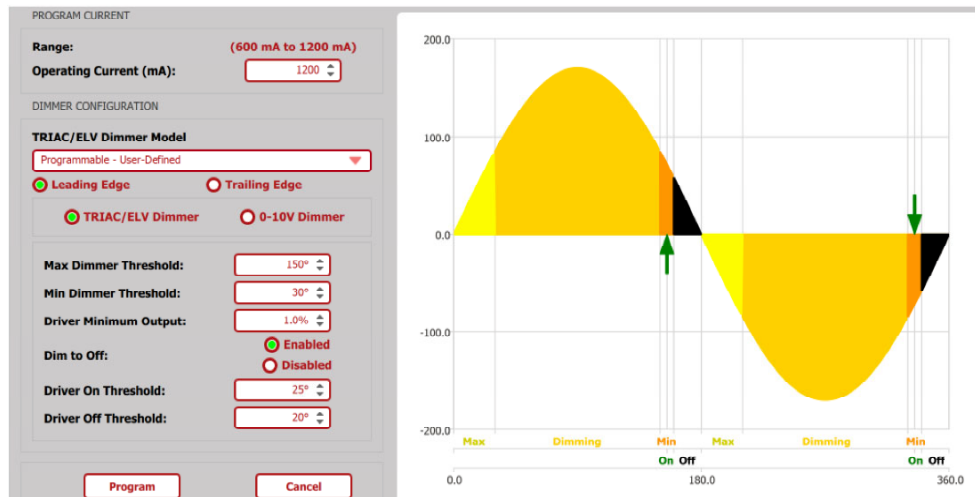 PROGRAM CURRENT
Range: (600 mA to 1200 mA)
Operating Current (mA): 1200
DIMMER CONFIGURATION
TRIAC/ELV Dimmer Model
Programmable - User-Defined
Leading Edge Trailing Edge
TRIAC/ELV Dimmer 0-10V Dimmer
Max Dimmer Threshold: 150°
Min Dimmer Threshold: 30°
Driver Minimum Output: 1.0%
Dim to Off: Enabled
Disabled
Driver On Threshold: 25°
Driver Off Threshold: 20°
Program Cancel
200.0
100.0
0.0
-100.0
-200.0
Max Dimming Min Max Dimming Min
On Off On Off
0.0 180.0 360.0